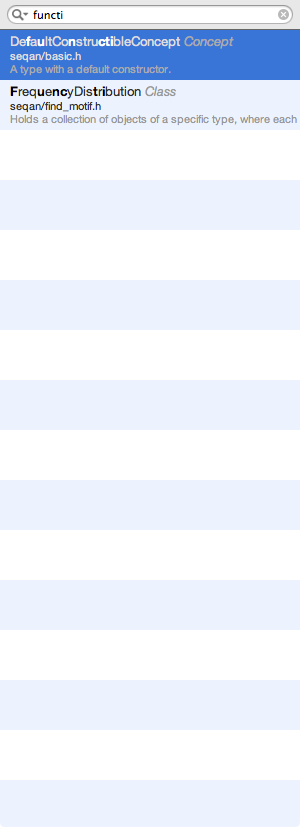 functi
DefaultConstructibleConcept Concept
seqan/basic.h
A type with a default constructor.
FrequencyDistribution Class
seqan/find_motif.h
Holds a collection of objects of a specific type, where each